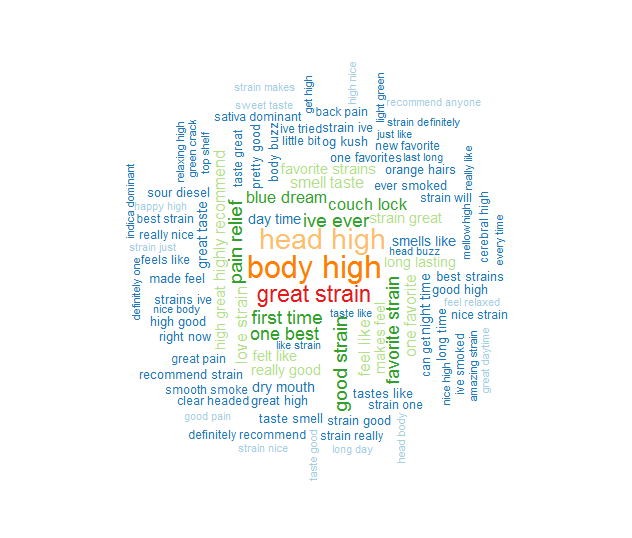 strain makes
high nice
get high
light green
sweet taste
recommend anyone
sativa dominant
back pain
strain definitely
relaxing high
green crack
top shelf
taste great
pretty good
body buzz
ive tried
strain ive
just like
little bit
og kush
new favorite
one favorites
last long
really like
indica dominant
high great
highly recommend
favorite strains
orange hairs
smell taste
ever smoked
sour diesel
blue dream
couch lock
strain will
happy high
great taste
pain relief
best strain
day time
ive ever
strain great
mellow high
cerebral high
every time
really nice
head high
smells like
strain just
head buzz
definitely one
feels like
body high
long lasting
made feel
best strains
good high
strains ive
great strain
feel relaxed
nice body
love strain
taste like
favorite strain
one favorite
can get
night time
long time
nice strain
high good
first time
good strain
feel like
makes feel
right now
one best
like strain
nice high
ive smoked
amazing strain
great daytime
great pain
felt like
recommend strain
really good
smooth smoke
dry mouth
tastes like
clear headed
great high
strain one
good pain
taste smell
strain good
head body
definitely recommend
taste good
strain really
strain nice
long day